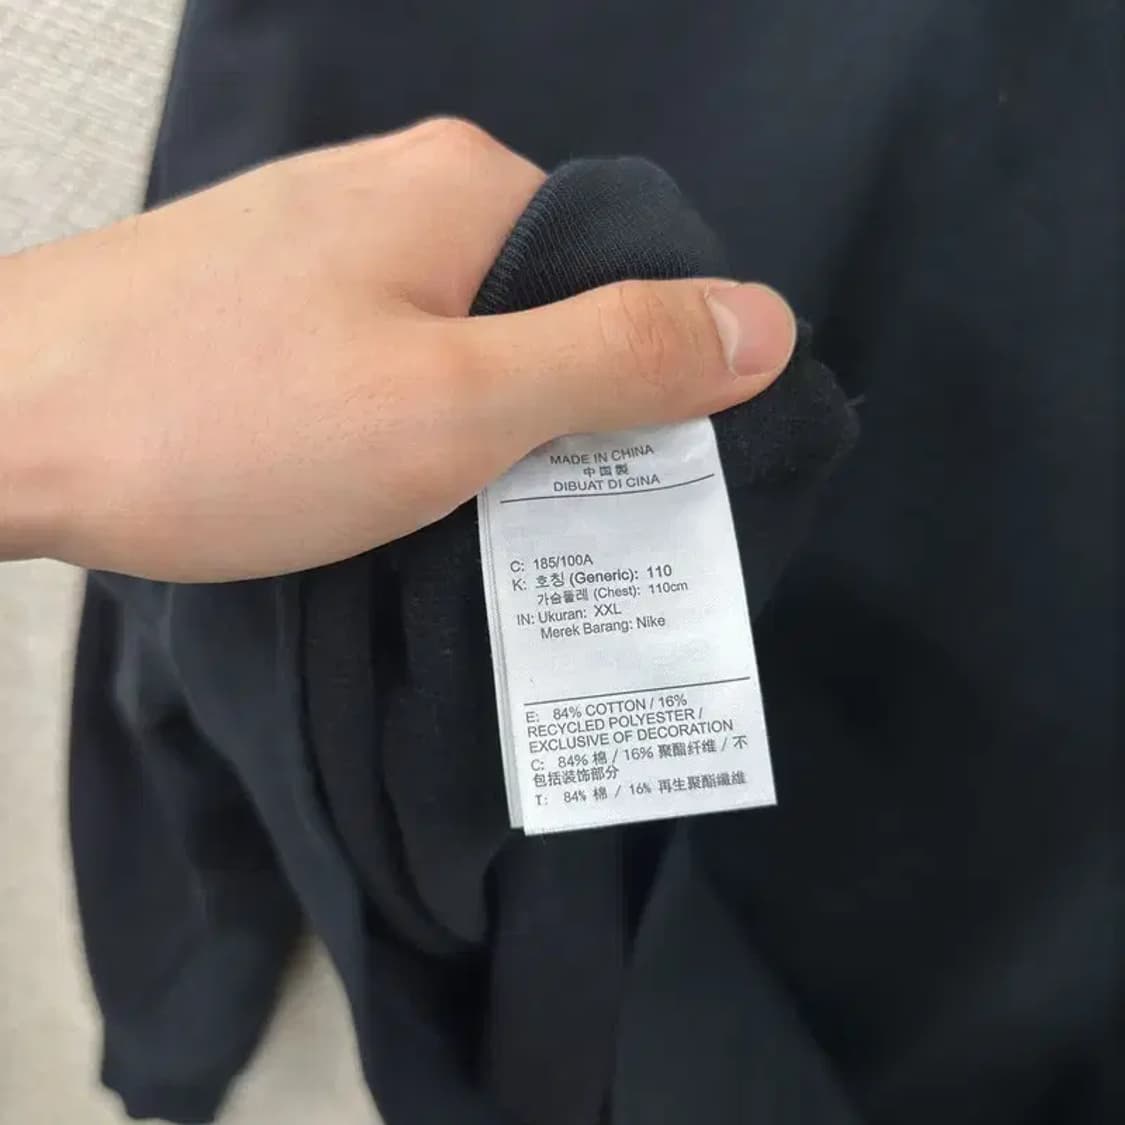 MADE IN CHINA
中国製
DIBUAT DI CINA
C: 185/100A
K: 호칭 (Generic): 110
가슴둘레 (Chest): 110cm
IN: Ukuran: XXL
Merek Barang: Nike
E: 84% COTTON / 16%
RECYCLED POLYESTER /
EXCLUSIVE OF DECORATION
C: 84% 棉 / 16% 聚酯纤维 / 不
包括装饰部分
T: 84% 棉 / 16% 再生聚酯纖維